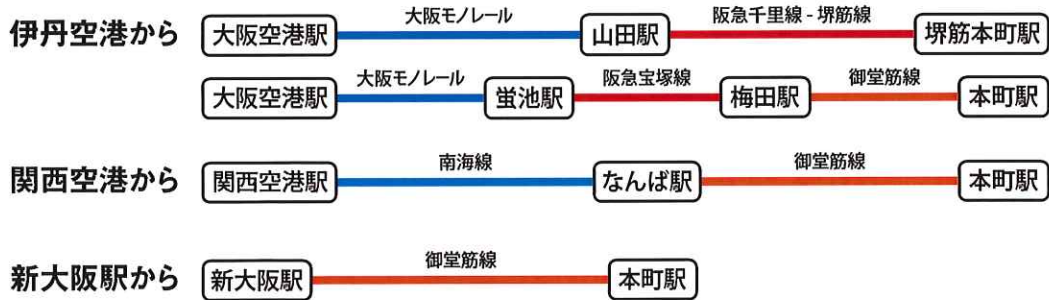 大阪モノレール 阪急千里線 - 堺筋線
伊丹空港から 大阪空港駅 山田駅 堺筋本町駅
大阪モノレール 阪急宝塚線 御堂筋線
大阪空港駅 蛍池駅 梅田駅 本町駅
南海線 御堂筋線
関西空港から 関西空港駅 なんば駅 本町駅
御堂筋線
新大阪駅から 新大阪駅 本町駅